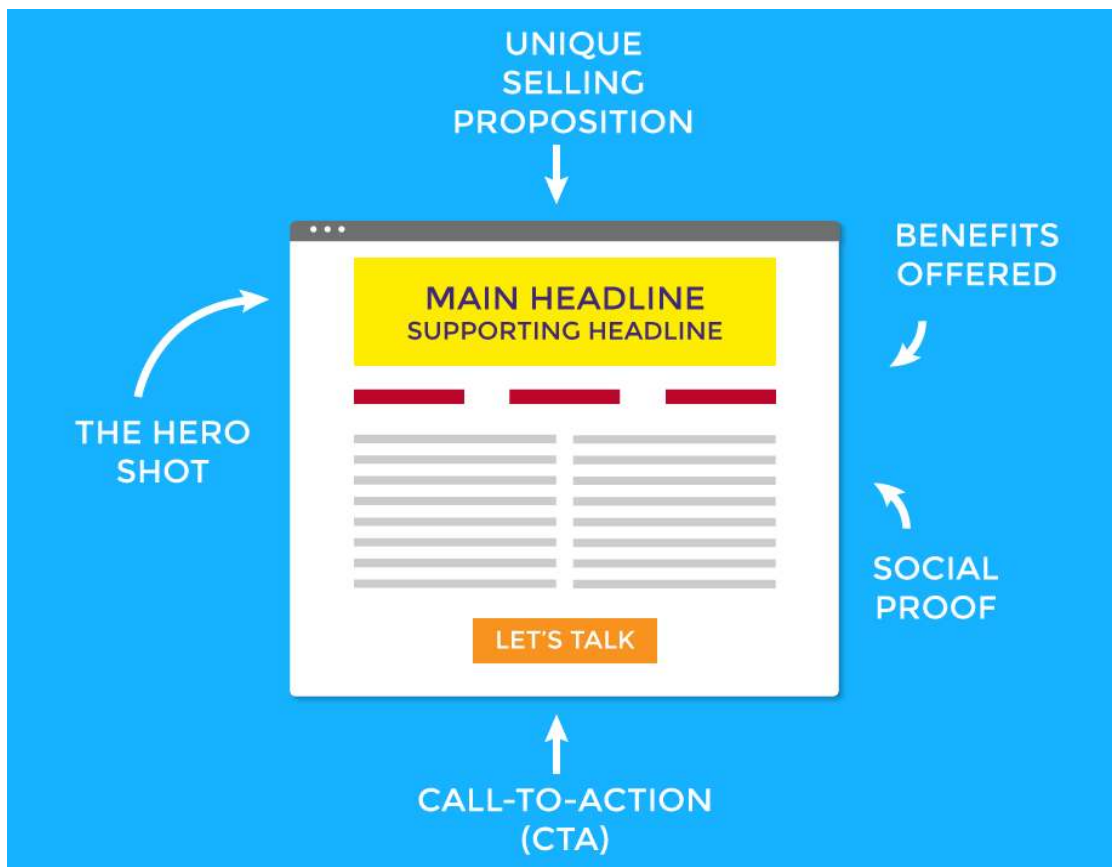 UNIQUE
SELLING
PROPOSITION
BENEFITS
OFFERED
MAIN HEADLINE
SUPPORTING HEADLINE
THE HERO
SHOT
SOCIAL
PROOF
LET'S TALK
CALL-TO-ACTION
(CTA)